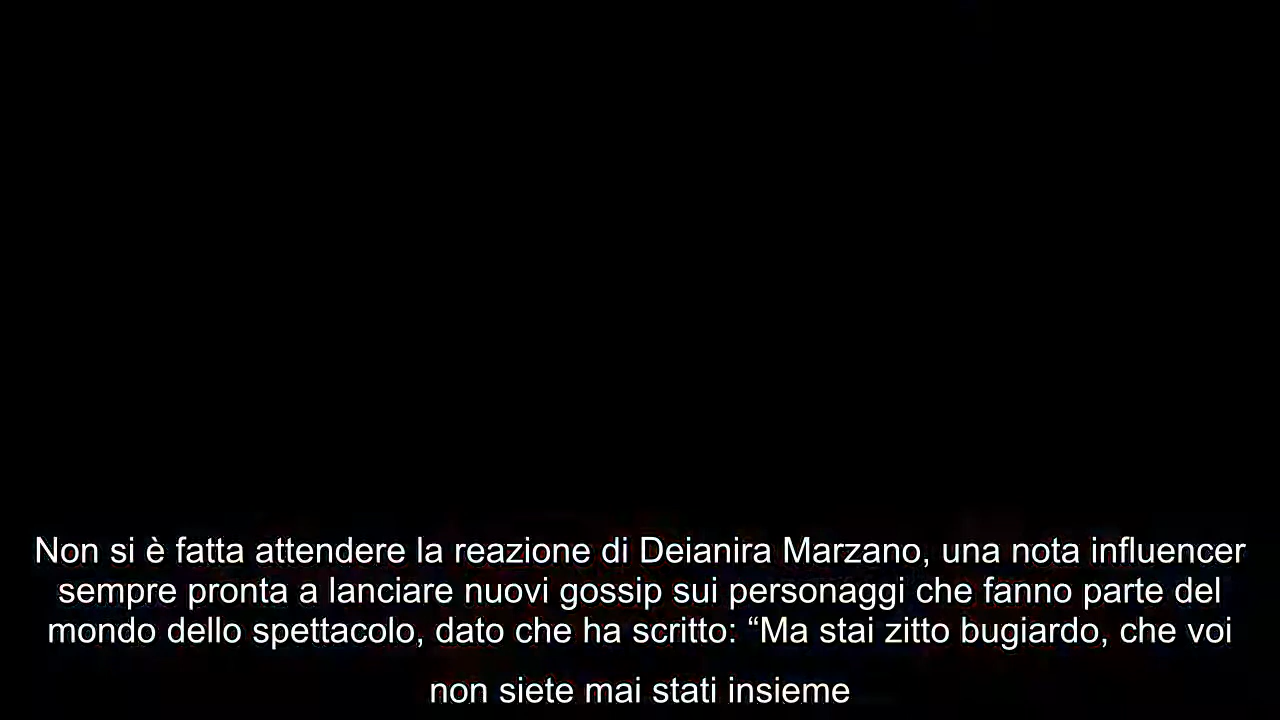 Non si è fatta attendere la reazione di Deianira Marzano, una nota influencer
sempre pronta a lanciare nuovi gossip sui personaggi che fanno parte del
mondo dello spettacolo, dato che ha scritto: “Ma stai zitto bugiardo, che voi
non siete mai stati insieme